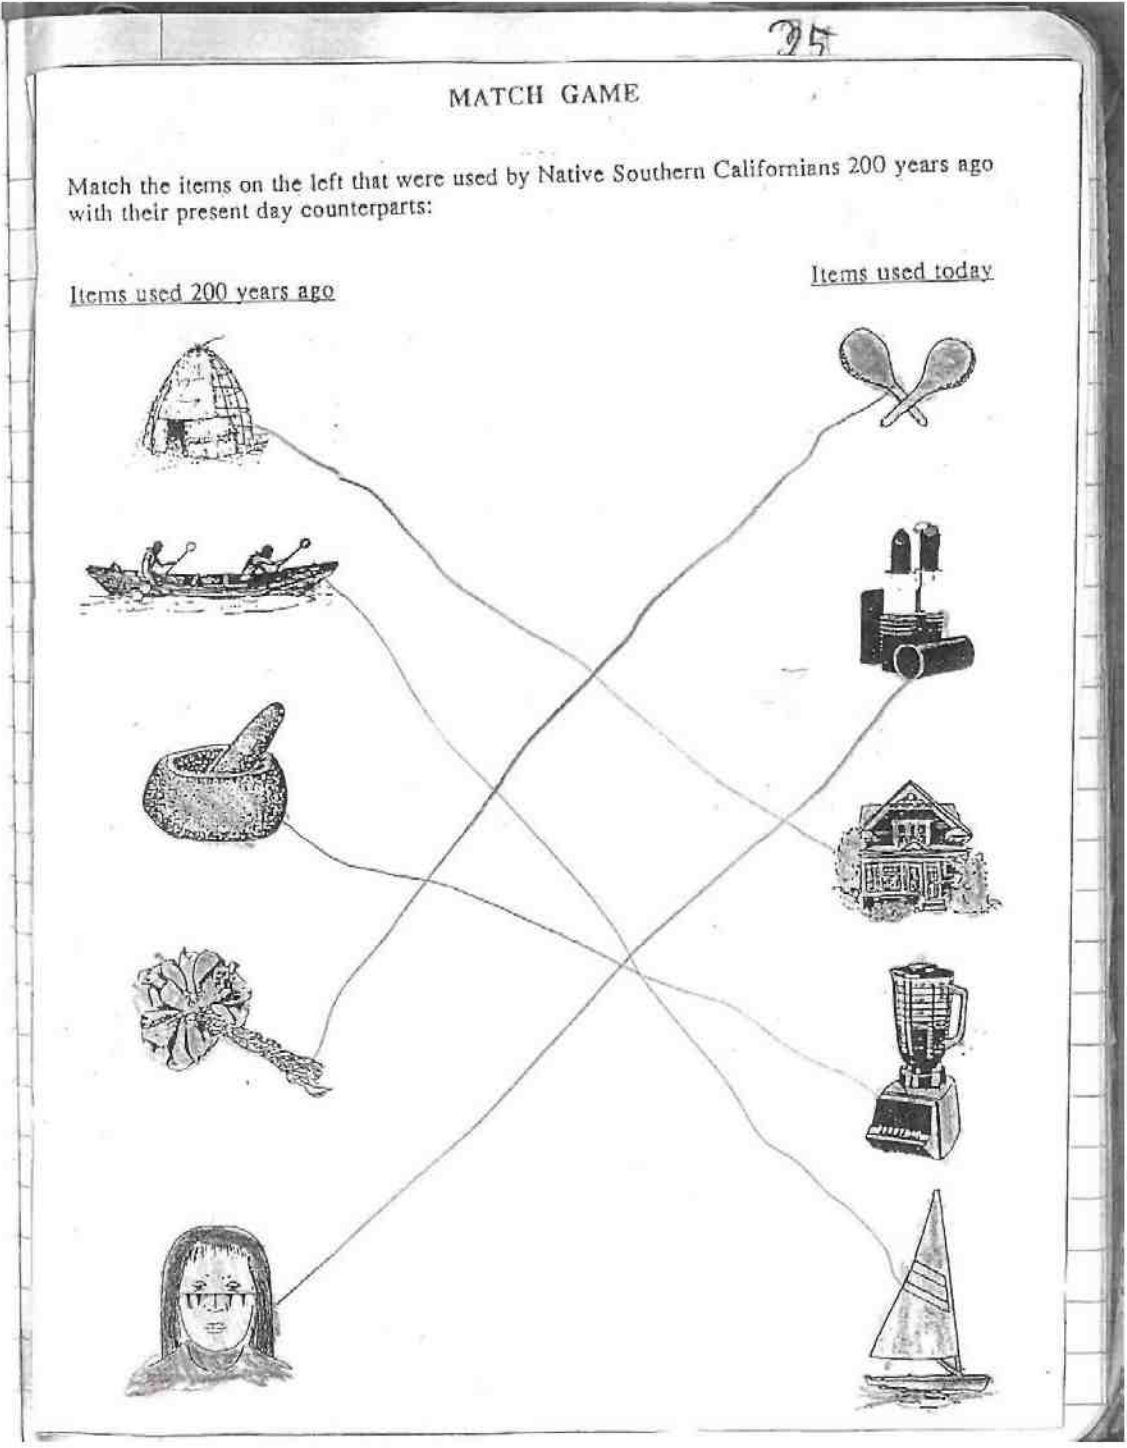 35
MATCH GAME
Match the items on the left that were used by Native Southern Californians 200 years ago
with their present day counterparts:
Items used today
Items used 200 years ago